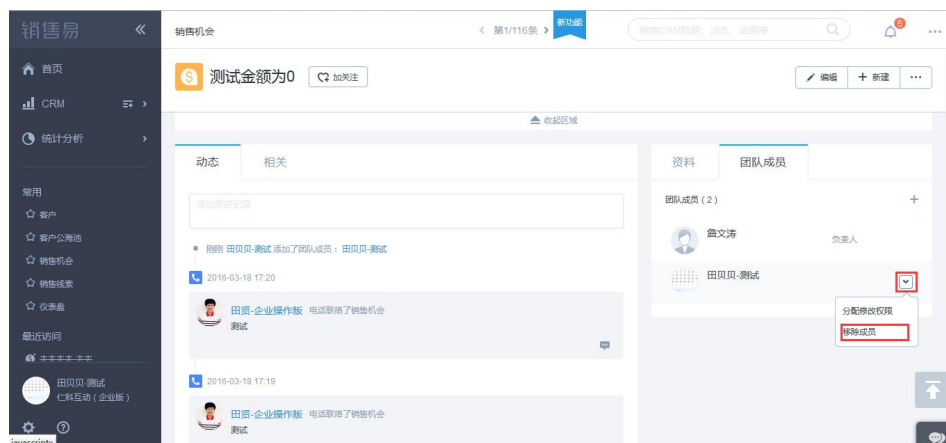 销售易
«
销售机会
第1/116条
新功能
搜索CRM数据、动态、话题等
5
首页
测试金额为0
加关注
编辑
+ 新建
CRM
收起区域
统计分析
动态
相关
资料
团队成员
常用
客户
客户公海池
销售机会
销售线索
仪表盘
最近访问
添加跟进记录
刚刚 田贝贝-测试 添加了团队成员：田贝贝-测试
2016-03-18 17:20
田贤-企业操作版 电话联络了销售机会
测试
2016-03-18 17:19
田贤-企业操作版 电话联络了销售机会
测试
团队成员 ( 2 )
+
詹文涛
负责人
田贝贝-测试
分配修改权限
移除成员
田贝贝-测试
仁科互动 ( 企业版 )